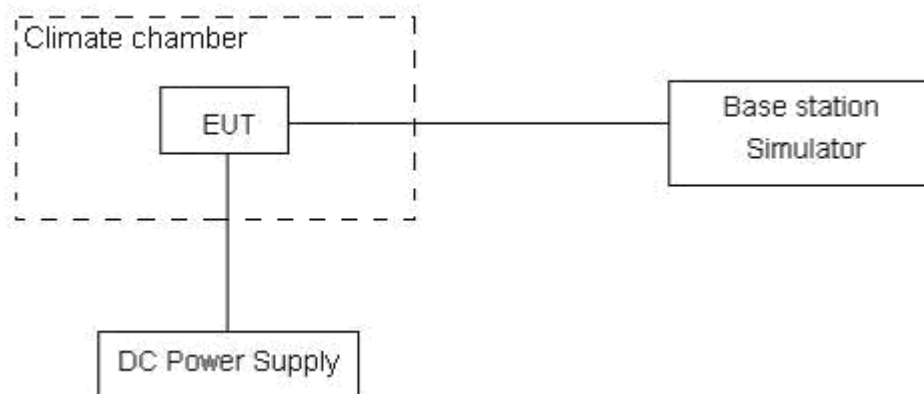 Climate chamber
EUT
Base station
Simulator
DC Power Supply